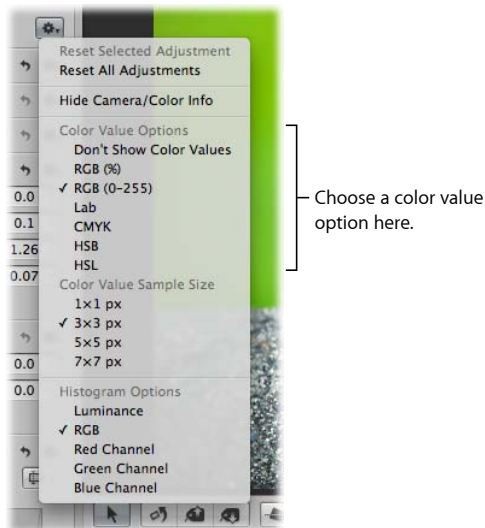 Reset Selected Adjustment
Reset All Adjustments
Hide Camera/Color Info
Color Value Options
Don't Show Color Values
RGB (%)
✓ RGB (0–255)
Lab
CMYK
HSB
HSL
Color Value Sample Size
1×1 px
✓ 3×3 px
5×5 px
7×7 px
Histogram Options
Luminance
✓ RGB
Red Channel
Green Channel
Blue Channel
0.0
0.1
1.26
0.07
0.0
0.0
Choose a color value
option here.